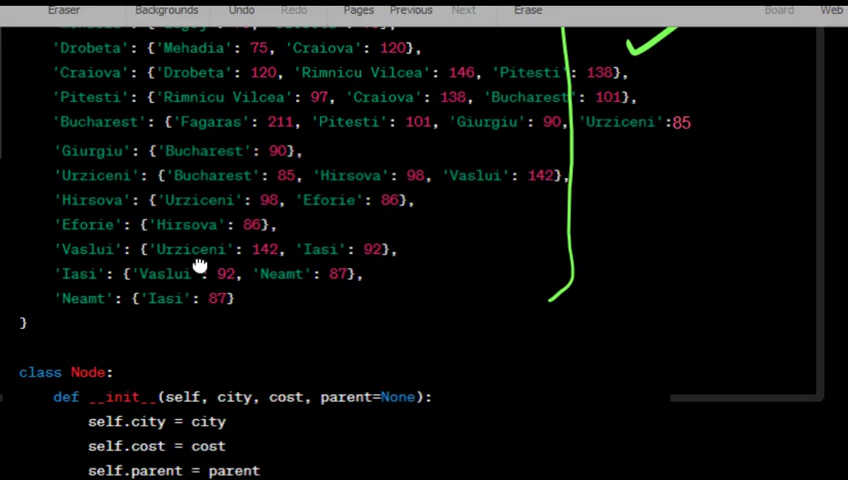 Eraser Backgrounds Undo Redo Pages Previous Next Erase Board Web
'Drobeta': {'Mehadia': 75, 'Craiova': 120},
'Craiova': {'Drobeta': 120, 'Rimnicu Vilcea': 146, 'Pitesti': 138},
'Pitesti': {'Rimnicu Vilcea': 97, 'Craiova': 138, 'Bucharest': 101},
'Bucharest': {'Fagaras': 211, 'Pitesti': 101, 'Giurgiu': 90, 'Urziceni':85
'Giurgiu': {'Bucharest': 90},
'Urziceni': {'Bucharest': 85, 'Hirsova': 98, 'Vaslui': 142},
'Hirsova': {'Urziceni': 98, 'Eforie': 86},
'Eforie': {'Hirsova': 86},
'Vaslui': {'Urziceni': 142, 'Iasi': 92},
'Iasi': {'Vaslui': 92, 'Neamt': 87},
'Neamt': {'Iasi': 87}
}
class Node:
def __init__(self, city, cost, parent=None):
self.city = city
self.cost = cost
self.parent = parent